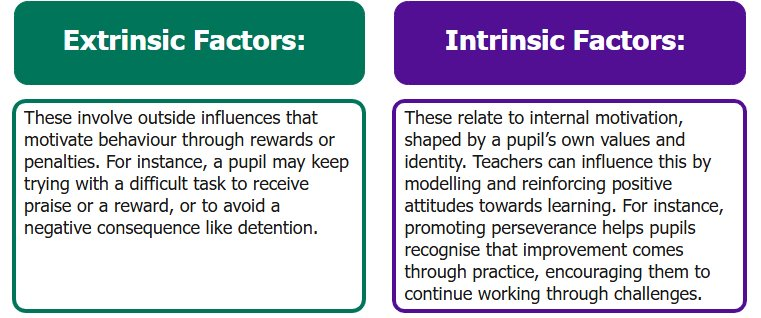 Extrinsic Factors:
These involve outside influences that
motivate behaviour through rewards or
penalties. For instance, a pupil may keep
trying with a difficult task to receive
praise or a reward, or to avoid a
negative consequence like detention.
Intrinsic Factors:
These relate to internal motivation,
shaped by a pupil’s own values and
identity. Teachers can influence this by
modelling and reinforcing positive
attitudes towards learning. For instance,
promoting perseverance helps pupils
recognise that improvement comes
through practice, encouraging them to
continue working through challenges.